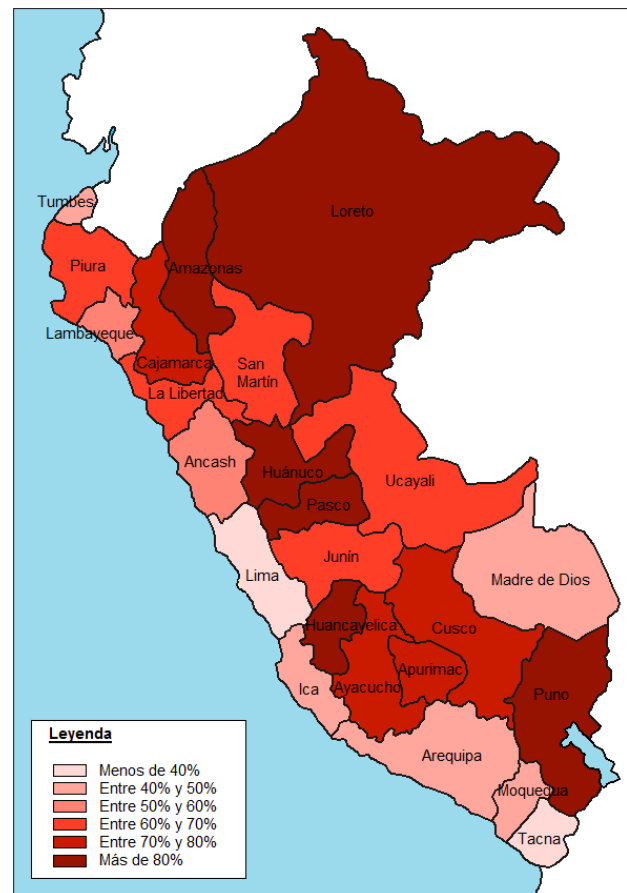 Tumbes
Loreto
Piura
Amazonas
Lambayeque
Cajamarca
San
Martín
La Libertad
Ancash
Huánuco
Ucayali
Pasco
Junín
Lima
Madre de Dios
Huancavelica
Cusco
Apurimac
Ica
Ayacucho
Puno
Arequipa
Moquegua
Tacna
Leyenda
Menos de 40%
Entre 40% y 50%
Entre 50% y 60%
Entre 60% y 70%
Entre 70% y 80%
Más de 80%